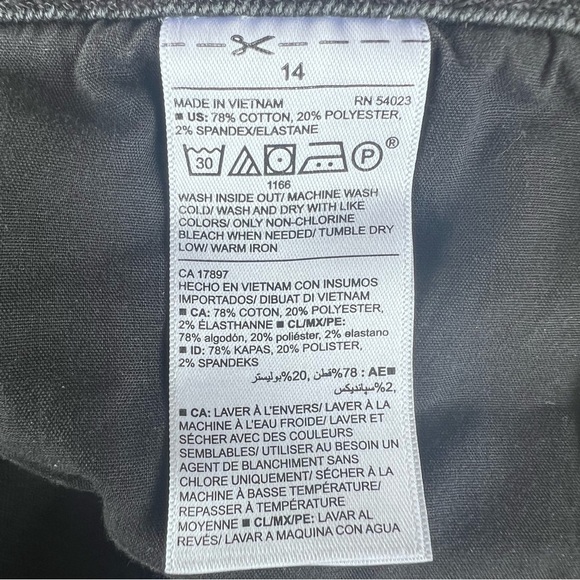 14
MADE IN VIETNAM RN 54023
■ US: 78% COTTON, 20% POLYESTER,
2% SPANDEX/ELASTANE
30 P ®
1166
WASH INSIDE OUT/ MACHINE WASH
COLD/ WASH AND DRY WITH LIKE
COLORS/ ONLY NON-CHLORINE
BLEACH WHEN NEEDED/ TUMBLE DRY
LOW/ WARM IRON
CA 17897
HECHO EN VIETNAM CON INSUMOS
IMPORTADOS/ DIBUAT DI VIETNAM
■ CA: 78% COTON, 20% POLYESTER,
2% ÉLASTHANNE ■ CL/MX/PE:
78% algodón, 20% poliéster, 2% elastano
■ ID: 78% KAPAS, 20% POLISTER,
2% SPANDEKS
■AE : 78%قطن, 20%بوليستر
,2%سپاندیکس
■ CA: LAVER À L'ENVERS/ LAVER À LA
MACHINE À L'EAU FROIDE/ LAVER ET
SÉCHER AVEC DES COULEURS
SEMBLABLES/ UTILISER AU BESOIN UN
AGENT DE BLANCHIMENT SANS
CHLORE UNIQUEMENT/ SÉCHER À LA
MACHINE À BASSE TEMPÉRATURE/
REPASSER À TEMPÉRATURE
MOYENNE ■ CL/MX/PE: LAVAR AL
REVÉS/ LAVAR A MAQUINA CON AGUA